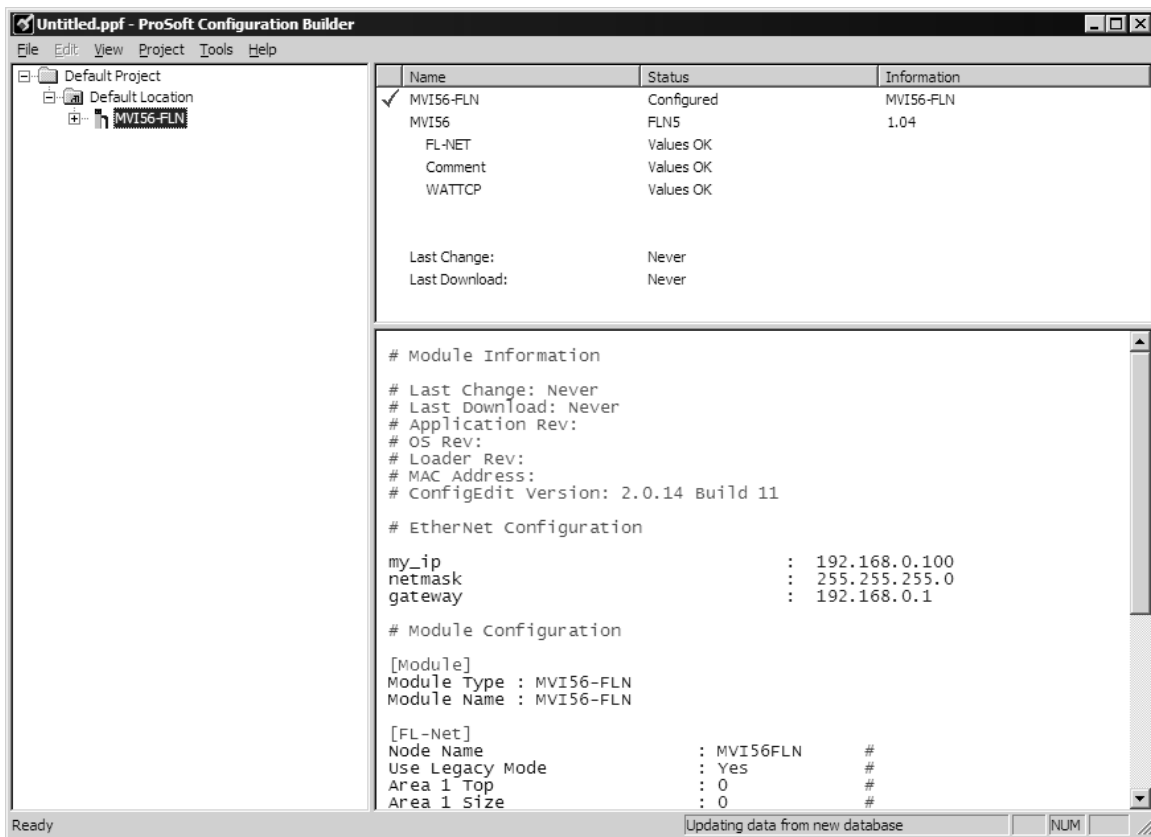 Untitled.ppf - ProSoft Configuration Builder
File Edit View Project Tools Help
Default Project
Default Location
MVI56-FLN
Name Status Information
MVI56-FLN Configured MVI56-FLN
MVI56 FLN5 1.04
FL-NET Values OK
Comment Values OK
WATTCP Values OK
Last Change: Never
Last Download: Never
# Module Information
# Last Change: Never
# Last Download: Never
# Application Rev:
# OS Rev:
# Loader Rev:
# MAC Address:
# ConfigEdit Version: 2.0.14 Build 11
# EtherNet Configuration
my_ip : 192.168.0.100
netmask : 255.255.255.0
gateway : 192.168.0.1
# Module Configuration
[Module]
Module Type : MVI56-FLN
Module Name : MVI56-FLN
[FL-Net]
Node Name : MVI56FLN #
Use Legacy Mode : Yes #
Area 1 Top : 0 #
Area 1 Size : 0 #
Ready Updating data from new database NUM